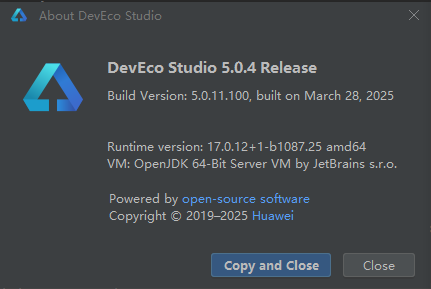 About DevEco Studio
DevEco Studio 5.0.4 Release
Build Version: 5.0.11.100, built on March 28, 2025
Runtime version: 17.0.12+1-b1087.25 amd64
VM: OpenJDK 64-Bit Server VM by JetBrains s.r.o.
Powered by open-source software
Copyright © 2019–2025 Huawei
Copy and Close
Close